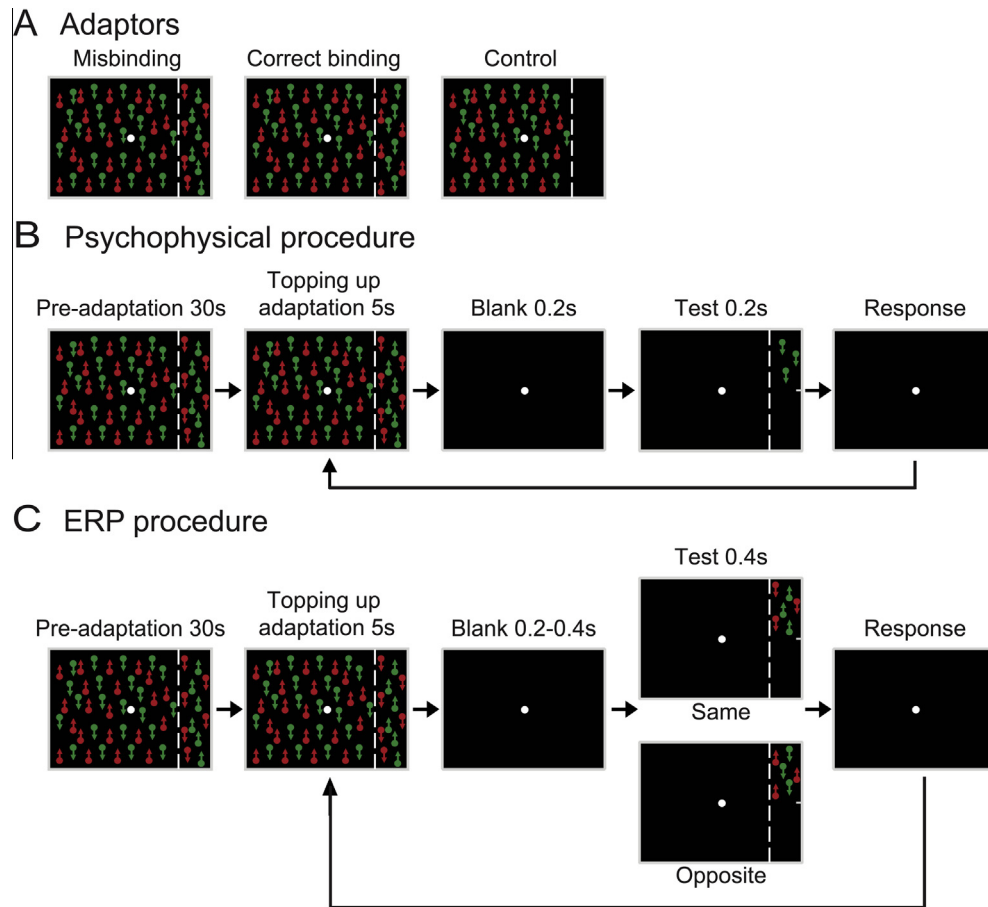 A Adaptors
Misbinding
Correct binding
Control
B Psychophysical procedure
Pre-adaptation 30s
Topping up
adaptation 5s
Blank 0.2s
Test 0.2s
Response
C ERP procedure
Pre-adaptation 30s
Topping up
adaptation 5s
Blank 0.2-0.4s
Test 0.4s
Response
Same
Opposite